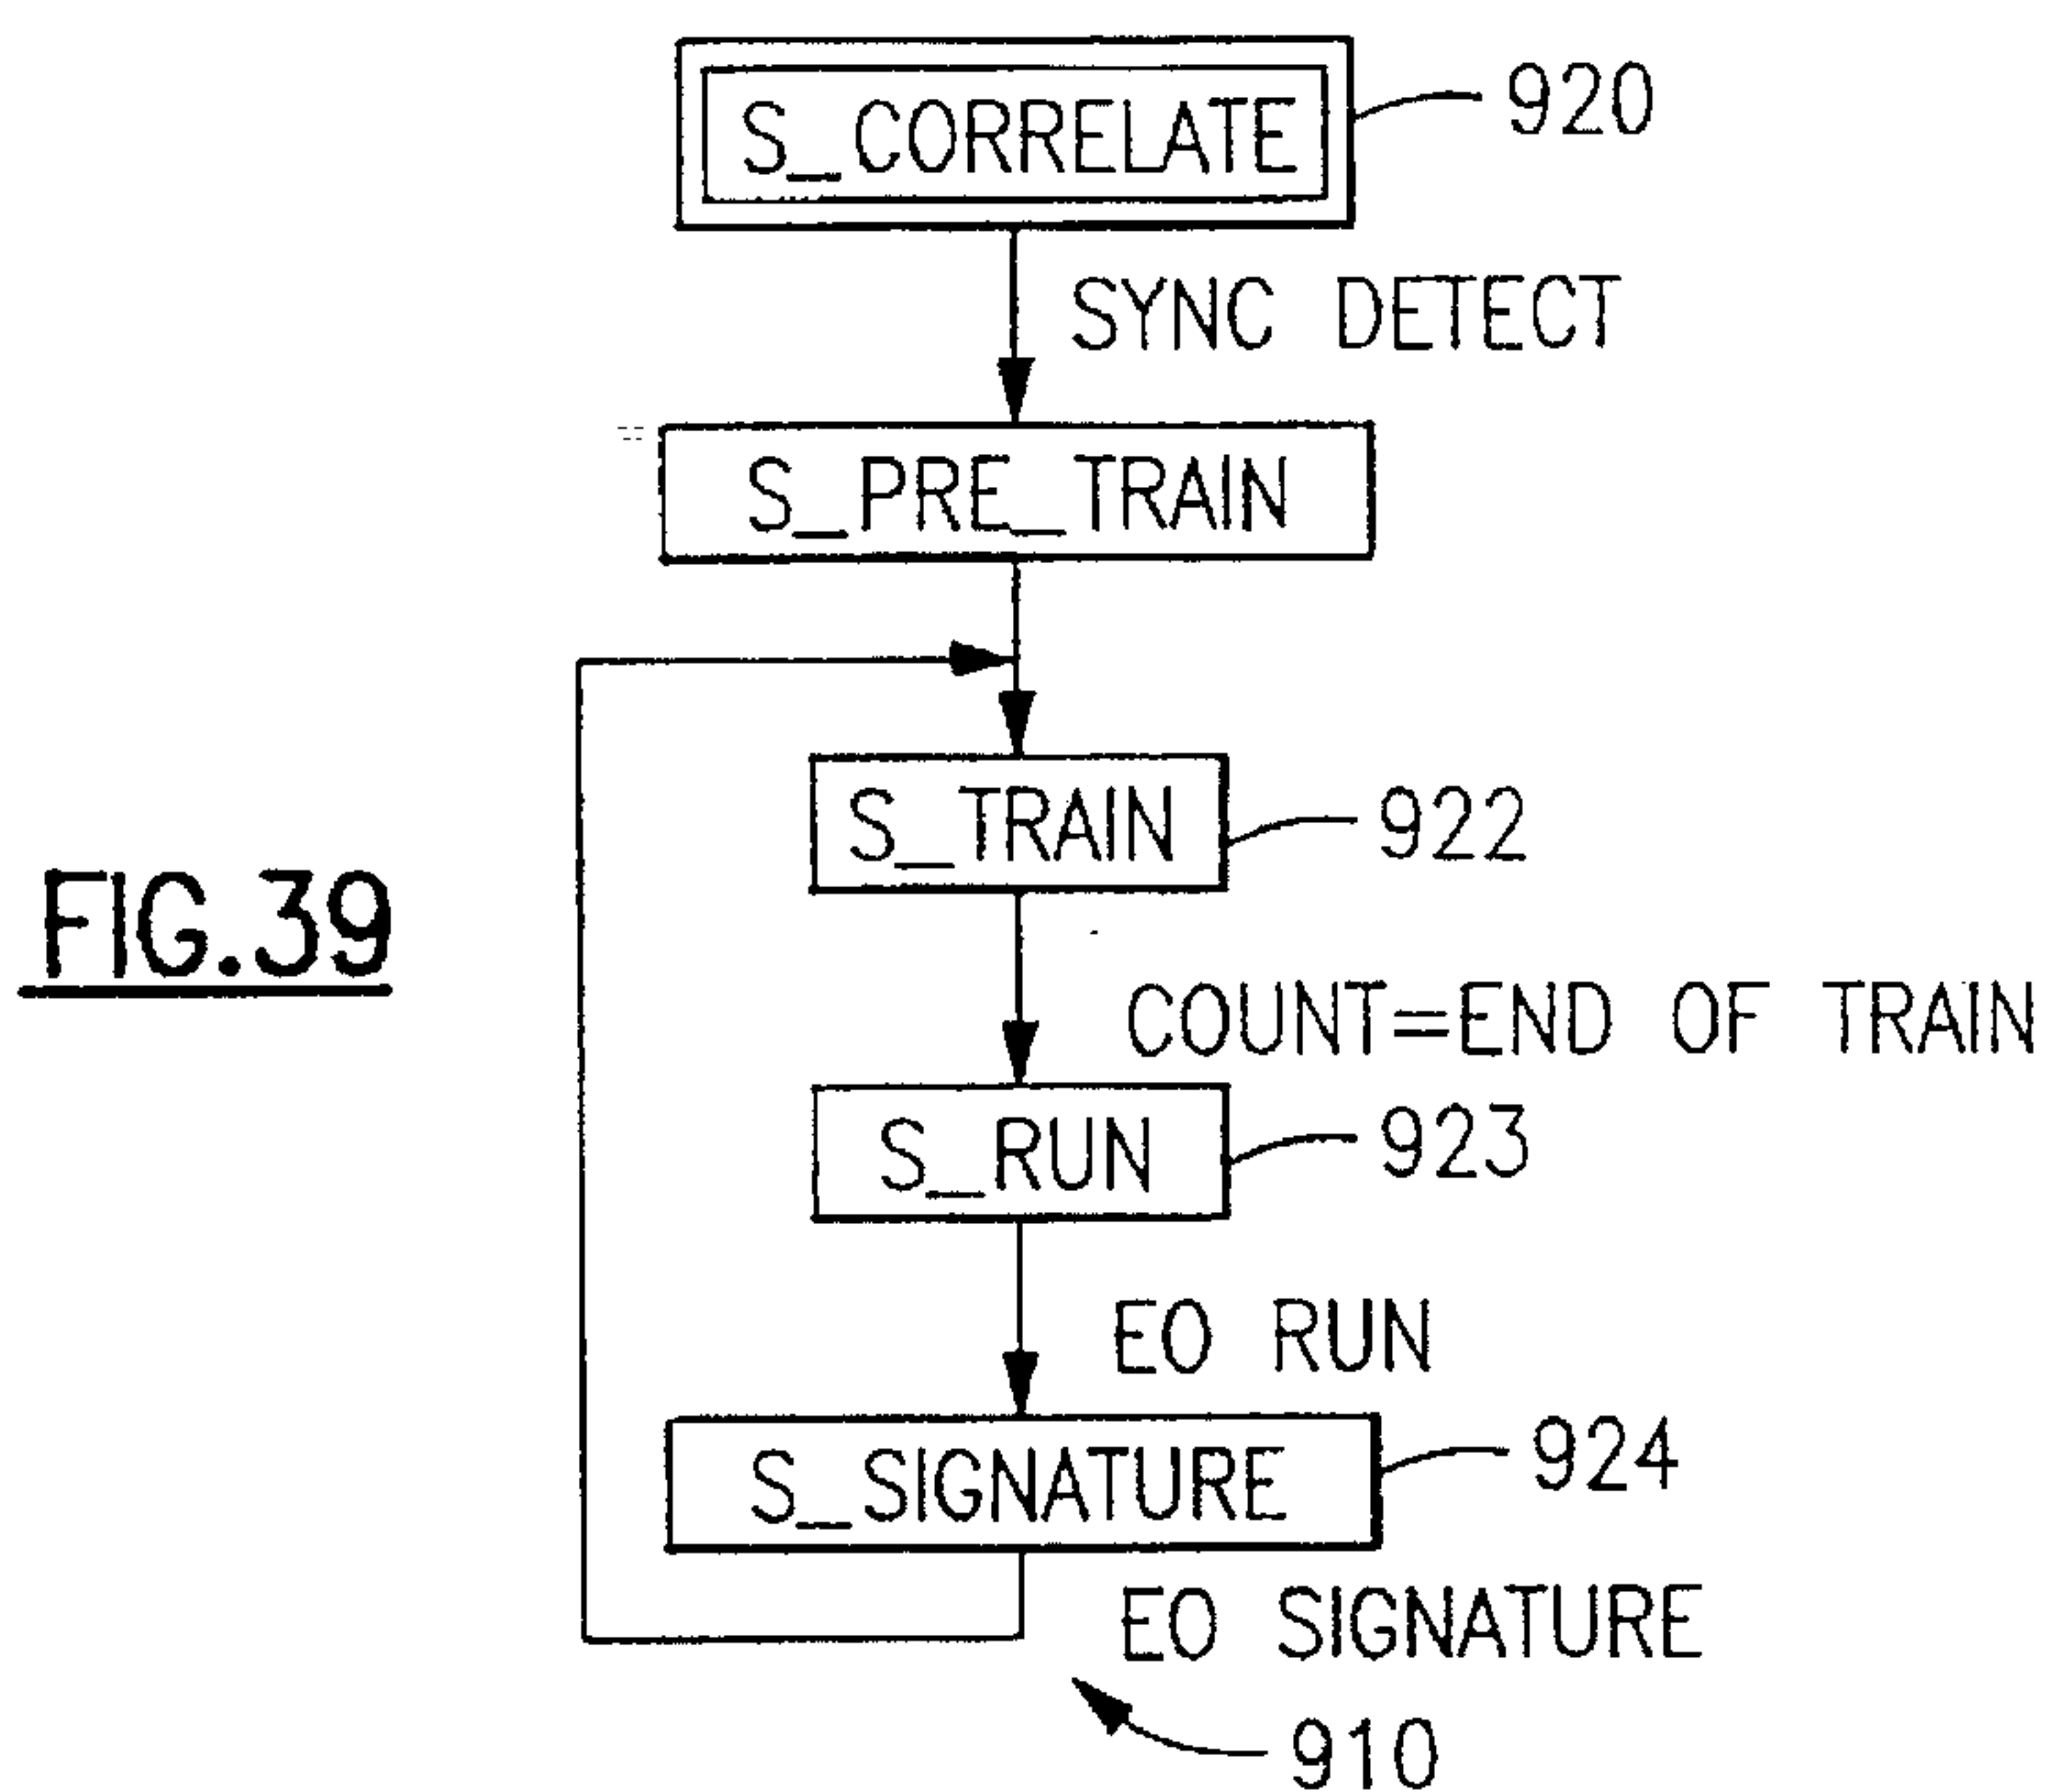 S_CORRELATE
920
SYNC DETECT
S_PRE_TRAIN
S_TRAIN
922
FIG.39
COUNT=END OF TRAIN
S_RUN
923
EO RUN
S_SIGNATURE
924
EO SIGNATURE
910